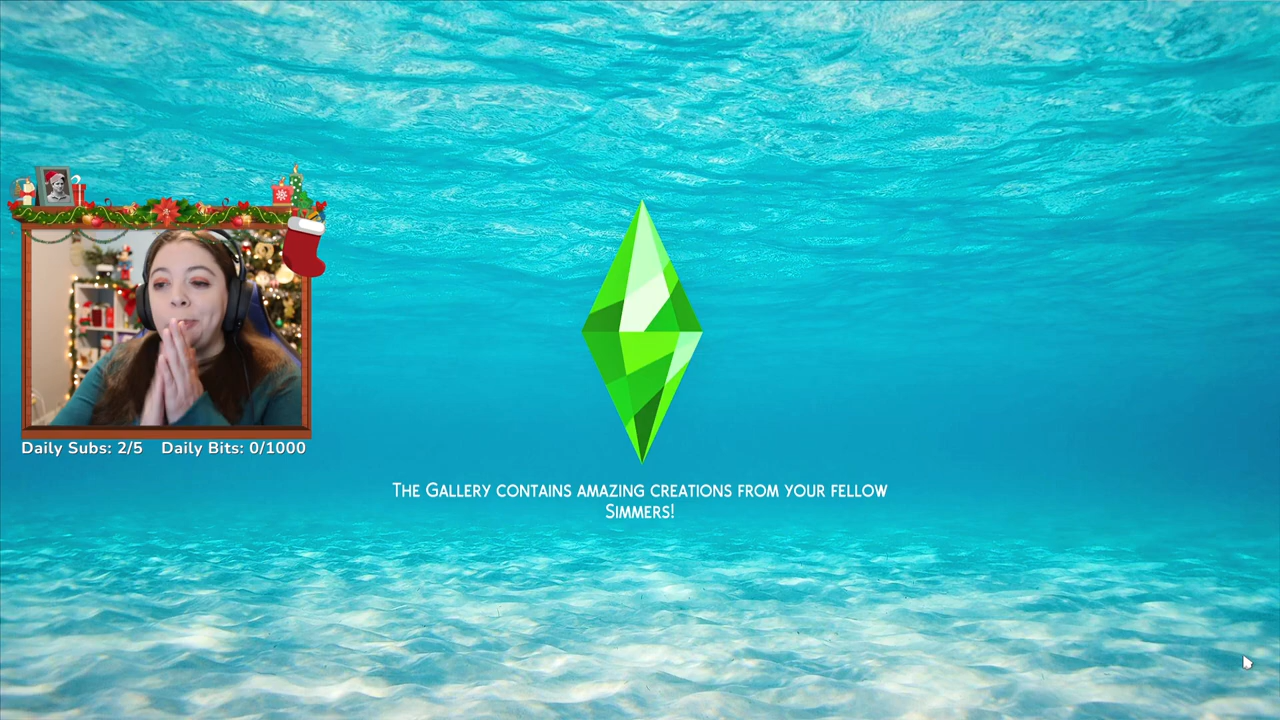 Daily Subs: 2/5 Daily Bits: 0/1000
The Gallery contains amazing creations from your fellow
Simmers!